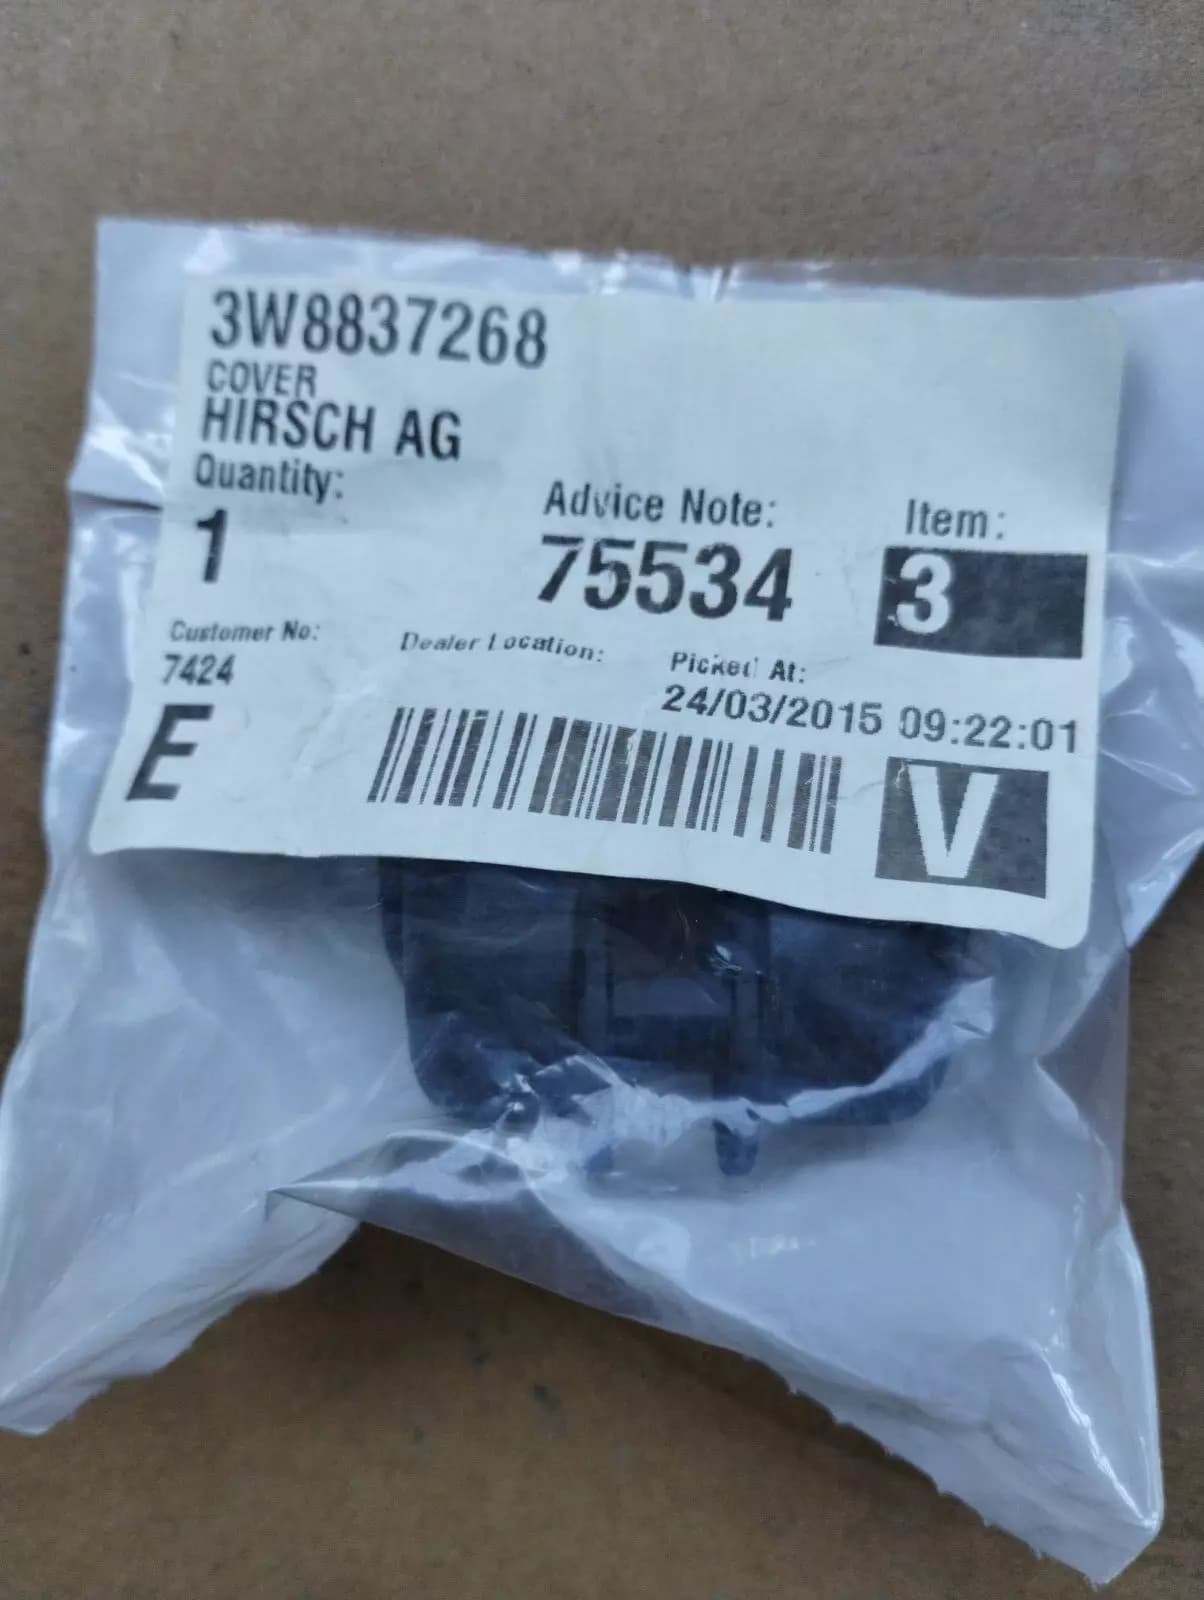 3W8837268
COVER
HIRSCH AG
Quantity:
1
Advice Note:
75534
Item:
3
Customer No:
7424
Dealer Location:
Picked At:
24/03/2015 09:22:01
E
V